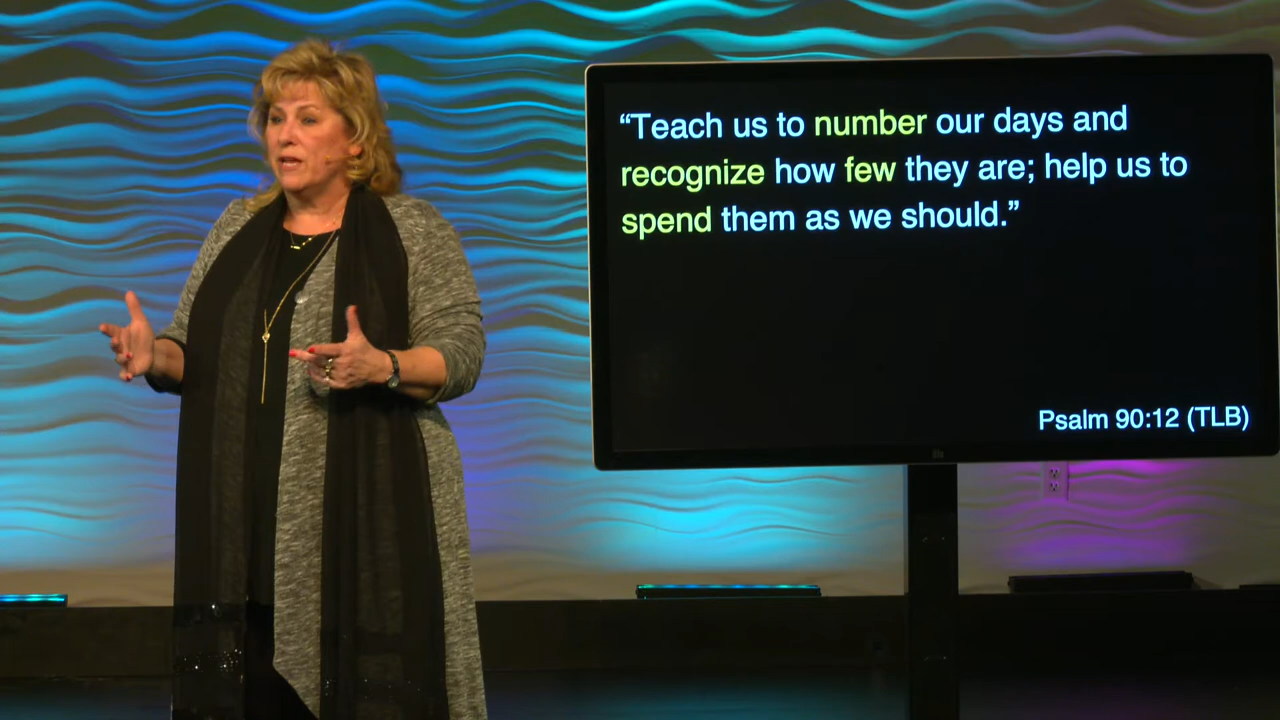 “Teach us to number our days and
recognize how few they are; help us to
spend them as we should.”
Psalm 90:12 (TLB)